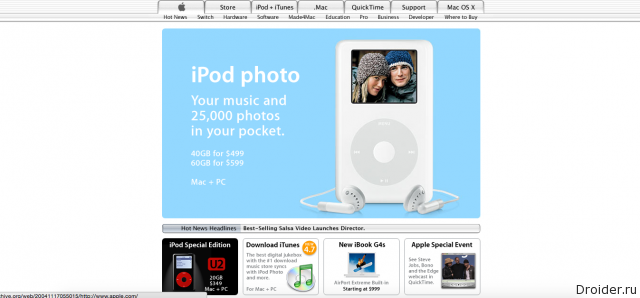 Store iPod + iTunes .Mac QuickTime Support Mac OS X
Hot News Switch Hardware Software Made4Mac Education Pro Business Developer Where to Buy
iPod photo
Your music and
25,000 photos
in your pocket.
40GB for $499
60GB for $599
Mac + PC
Hot News Headlines Best-Selling Salsa Video Launches Director.
iPod Special Edition
U2
20GB
$349
Mac + PC
Download iTunes
The best digital jukebox
with the #1 download
music store syncs
with iPod Photo
and more.
For Mac + PC
4.7
New iBook G4s
AirPort Extreme Built-in
Starting at $999
Apple Special Event
See Steve
Jobs, Bono
and the Edge
webcast in
QuickTime.
hive.org/web/20041117055015/http://www.apple.com/
Droider.ru